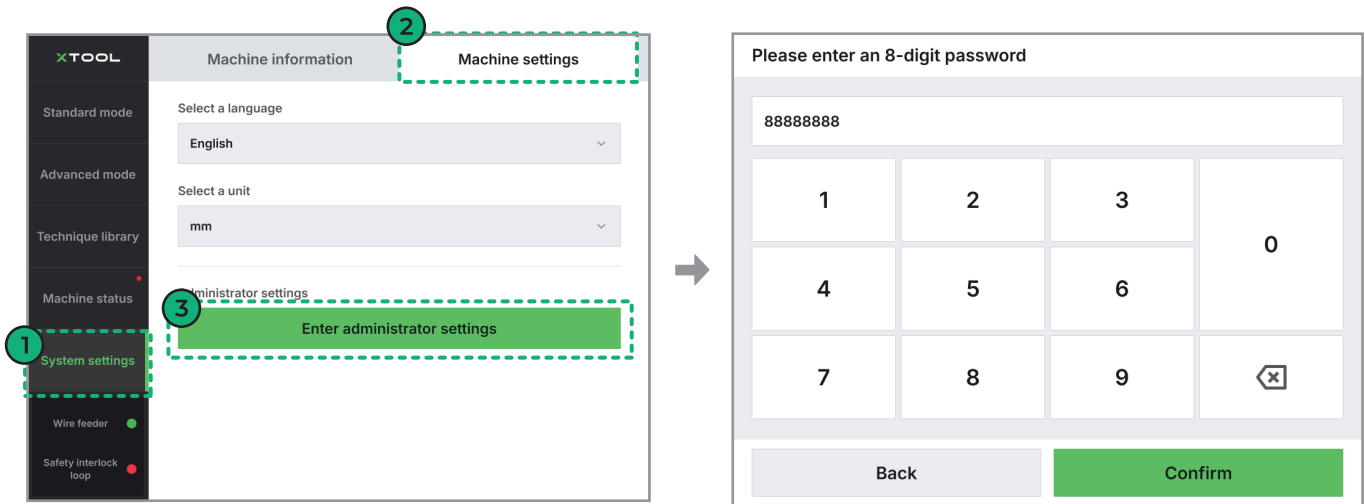 2
XTOOL
Machine information
Machine settings
Standard mode
Advanced mode
Technique library
Machine status
1
System settings
Wire feeder
Safety interlock
loop
Select a language
English
Select a unit
mm
settings
3
Enter administrator settings
Please enter an 8-digit password
88888888
1
2
3
0
4
5
6
7
8
9
Back
Confirm